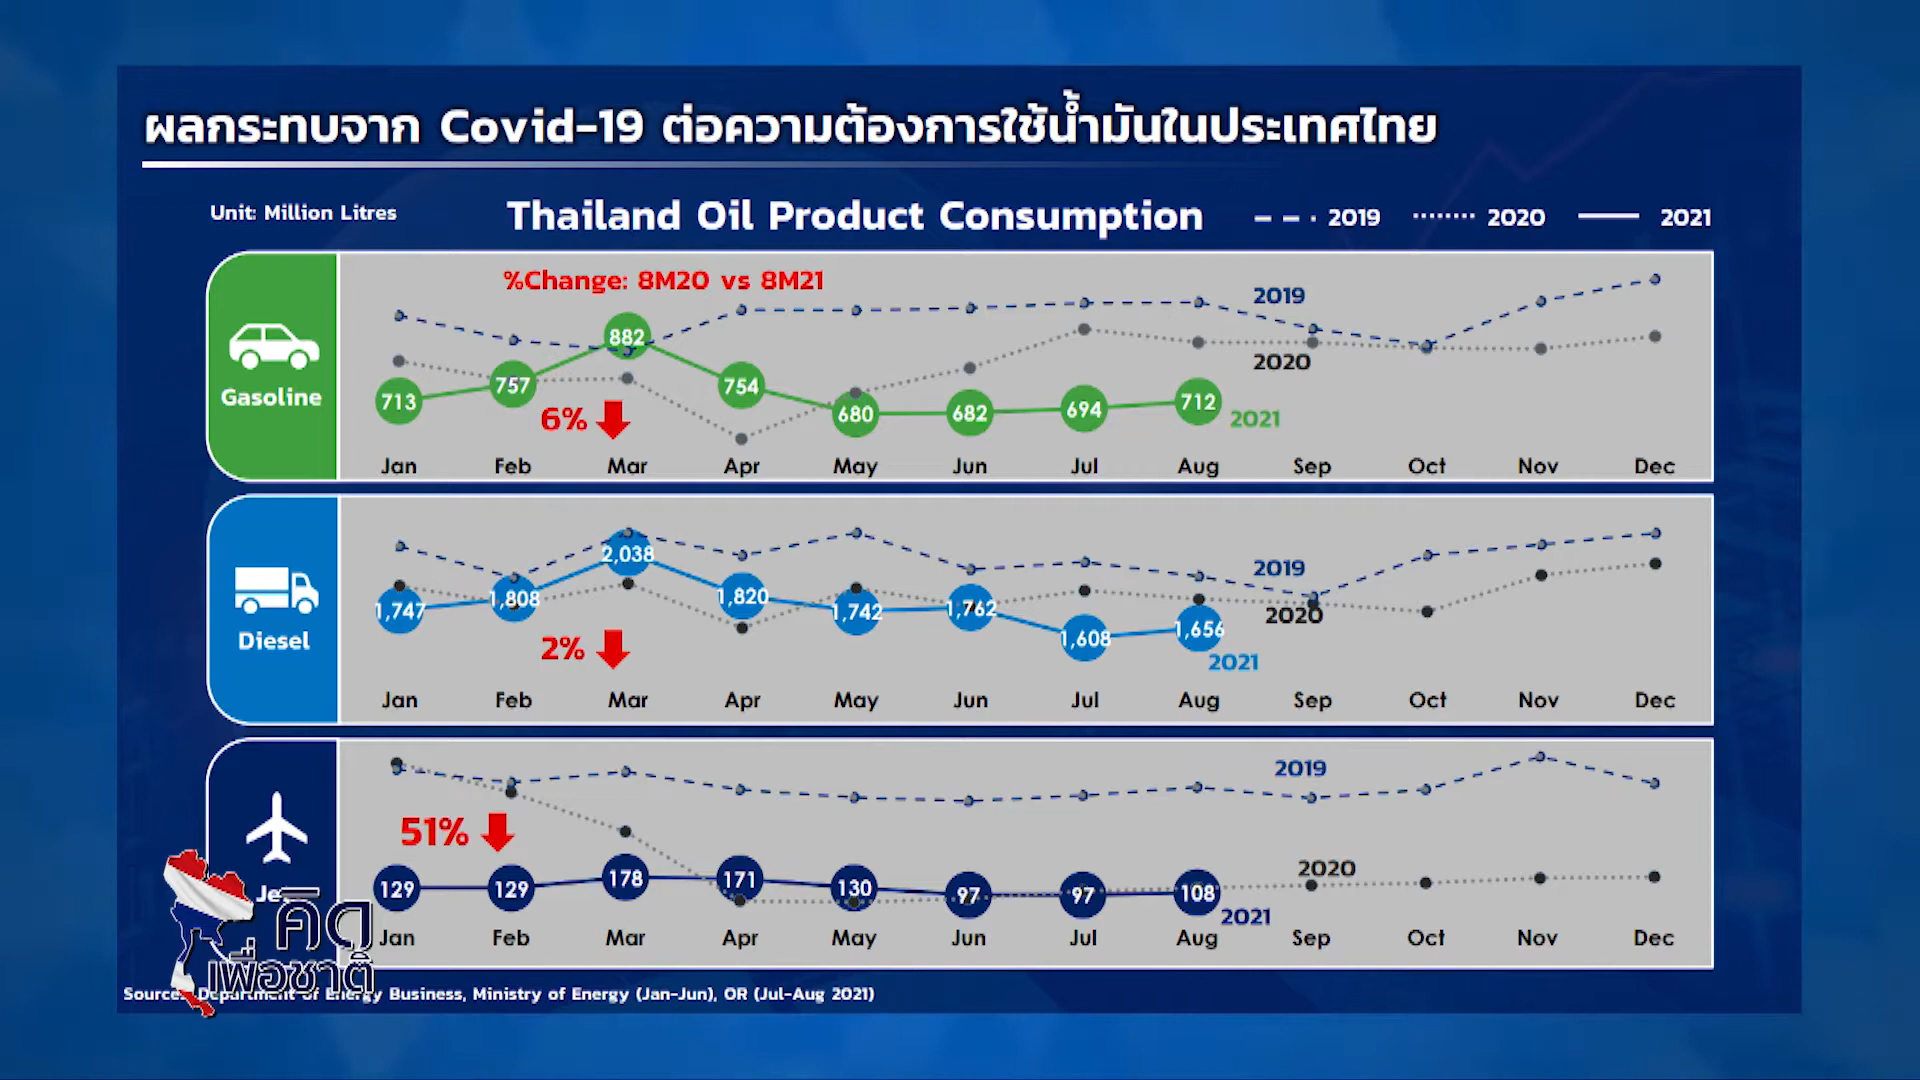 ผลกระทบจาก Covid-19 ต่อความต้องการใช้น้ำมันในประเทศไทย
Unit: Million Litres
Thailand Oil Product Consumption
2019 2020 2021
%Change: 8M20 vs 8M21
Gasoline
2019
2020
713 757 882 754 680 682 694 712
2021
6%
Jan Feb Mar Apr May Jun Jul Aug Sep Oct Nov Dec
Diesel
2019
2020
1,747 1,808 2,038 1,820 1,742 1,762 1,608 1,656
2021
2%
Jan Feb Mar Apr May Jun Jul Aug Sep Oct Nov Dec
2019
51%
2020
129 129 178 171 130 97 97 108
2021
Jan Feb Mar Apr May Jun Jul Aug Sep Oct Nov Dec
คิด
เพื่อชาติ
Source: Department of Energy Business, Ministry of Energy (Jan-Jun), OR (Jul-Aug 2021)